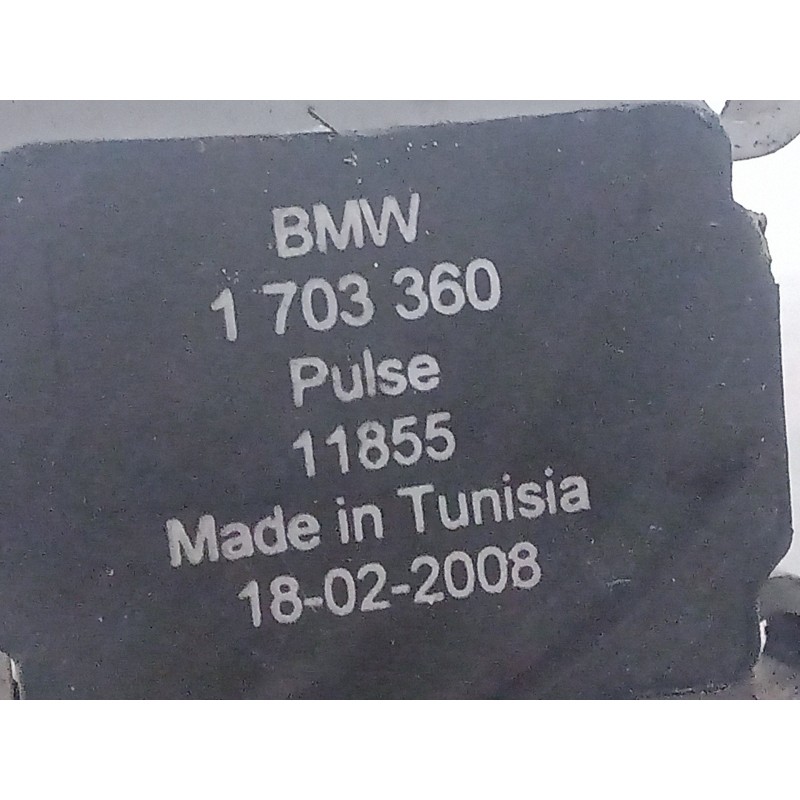 BMW
1 703 360
Pulse
11855
Made in Tunisia
18-02-2008